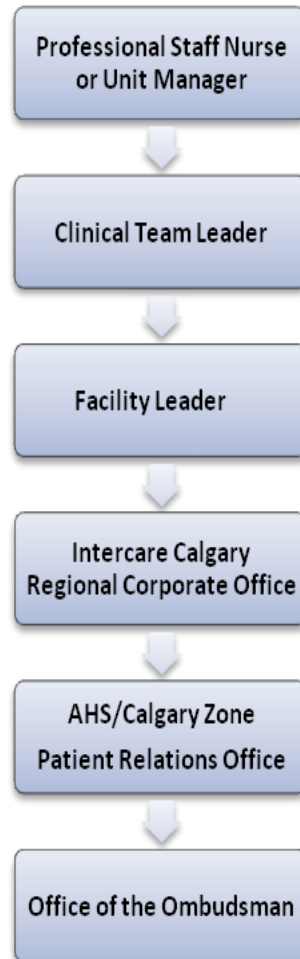 Professional Staff Nurse
or Unit Manager
Clinical Team Leader
Facility Leader
Intercare Calgary
Regional Corporate Office
AHS/Calgary Zone
Patient Relations Office
Office of the Ombudsman